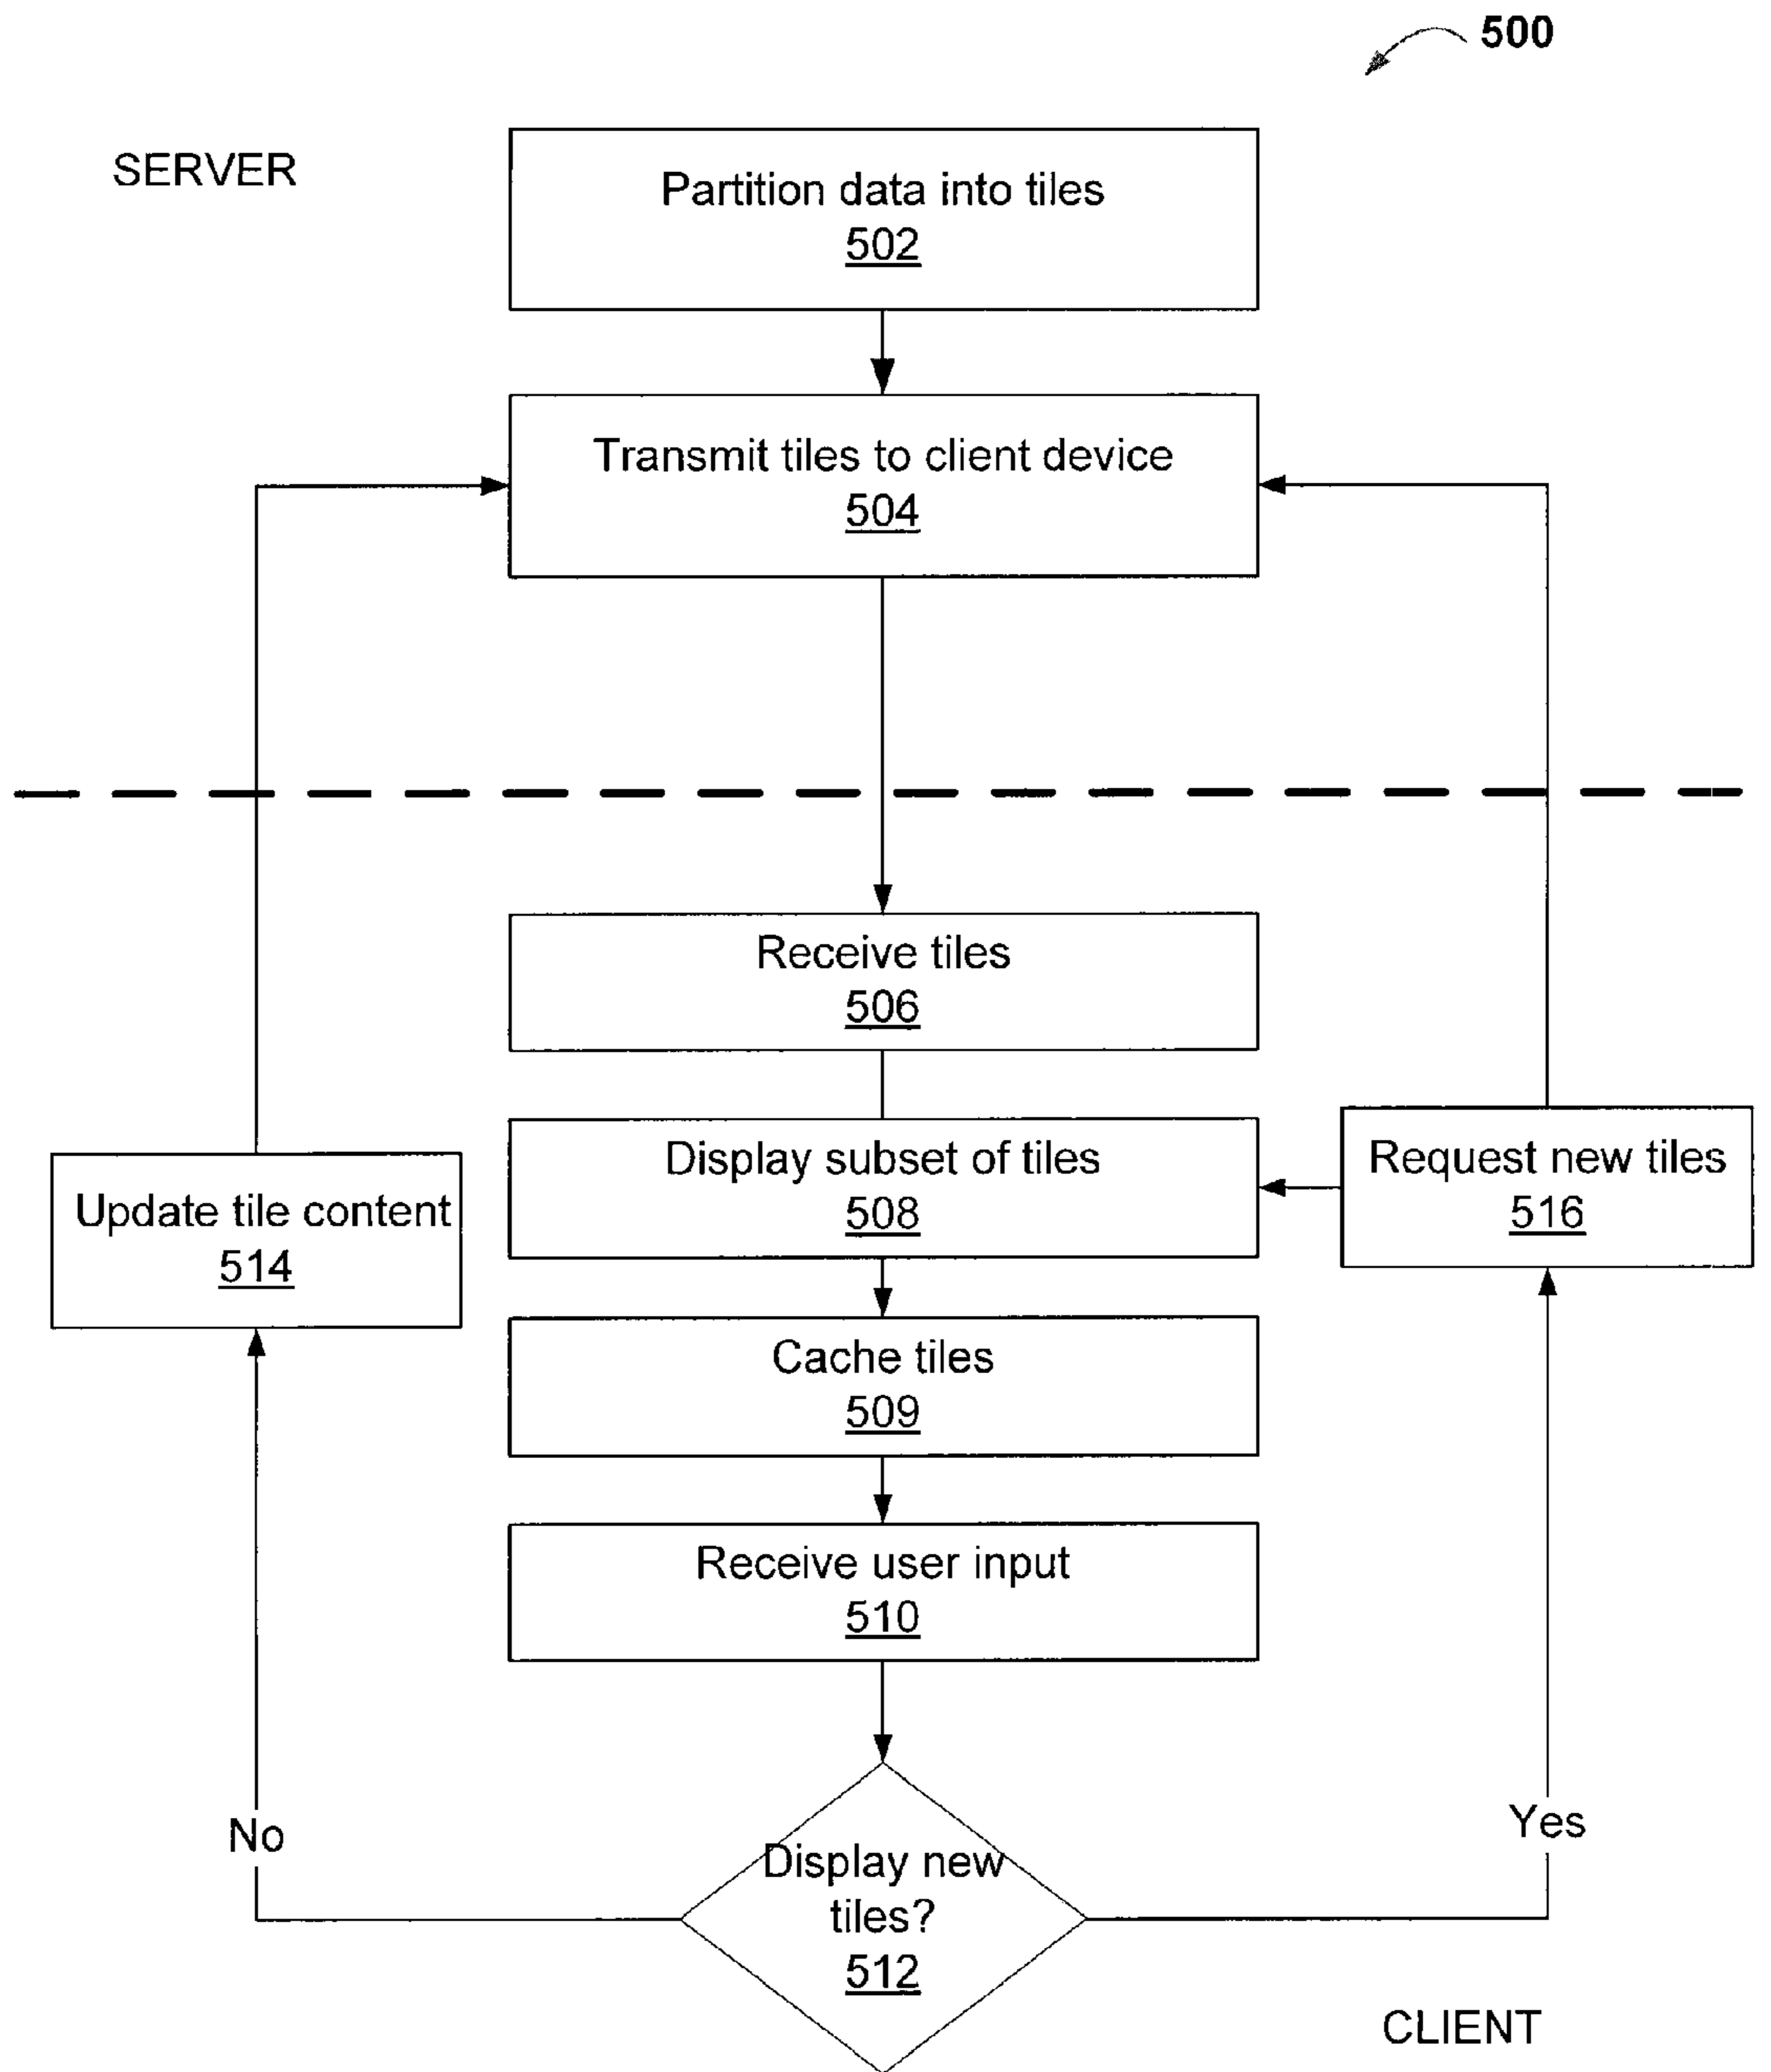 500
SERVER
Partition data into tiles
502
Transmit tiles to client device
504
Receive tiles
506
Display subset of tiles
508
Request new tiles
516
Update tile content
514
Cache tiles
509
Receive user input
510
No
Yes
Display new
tiles?
512
CLIENT